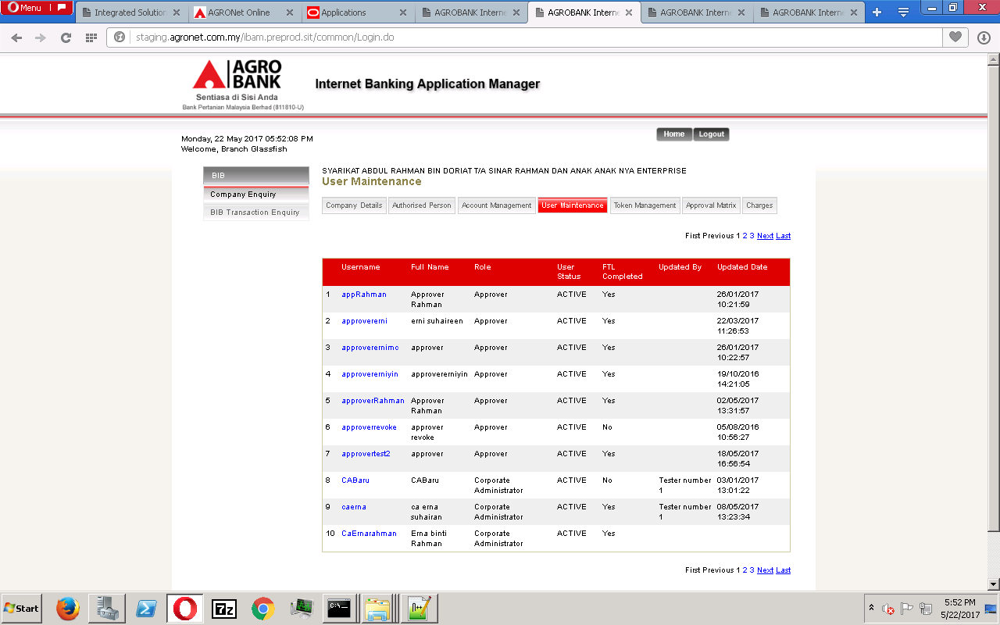 Menu
Integrated Solution
AGRONet Online
Applications
AGROBANK Intern
AGROBANK Intern
AGROBANK Intern
AGROBANK Intern
staging.agronet.com.my/ibam.preprod.sit/common/Login.do
AGRO
BANK
Sentiasa di Sisi Anda
Bank Pertanian Malaysia Berhad (811810-U)
Internet Banking Application Manager
Monday, 22 May 2017 05:52:08 PM
Welcome, Branch Glassfish
Home Logout
BIB
Company Enquiry
BIB Transaction Enquiry
SYARIKAT ABDUL RAHMAN BIN DORIAT T/A SINAR RAHMAN DAN ANAK ANAK NYA ENTERPRISE
User Maintenance
Company Details Authorised Person Account Management User Maintenance Token Management Approval Matrix Charges
First Previous 1 2 3 Next Last
Username Full Name Role User Status FTL Completed Updated By Updated Date
1 appRahman Approver Rahman Approver ACTIVE Yes 26/01/2017 10:21:59
2 approvererni erni suhaireen Approver ACTIVE Yes 22/03/2017 11:26:53
3 approverernimc approver Approver ACTIVE Yes 26/01/2017 10:22:57
4 approvererniyin approvererniyin Approver ACTIVE Yes 19/10/2016 14:21:05
5 approverRahman Approver Rahman Approver ACTIVE Yes 02/05/2017 13:31:57
6 approverrevoke approver revoke Approver ACTIVE No 05/08/2016 10:56:27
7 approvertest2 approver Approver ACTIVE Yes 18/05/2017 16:56:54
8 CABaru CABaru Corporate Administrator ACTIVE No Tester number 1 03/01/2017 13:01:22
9 caerna ca erna suhairan Corporate Administrator ACTIVE Yes Tester number 1 08/05/2017 13:23:34
10 CaErnarahman Erna binti Rahman Corporate Administrator ACTIVE Yes
First Previous 1 2 3 Next Last
Start
7z
C:\
N++
5:52 PM
5/22/2017